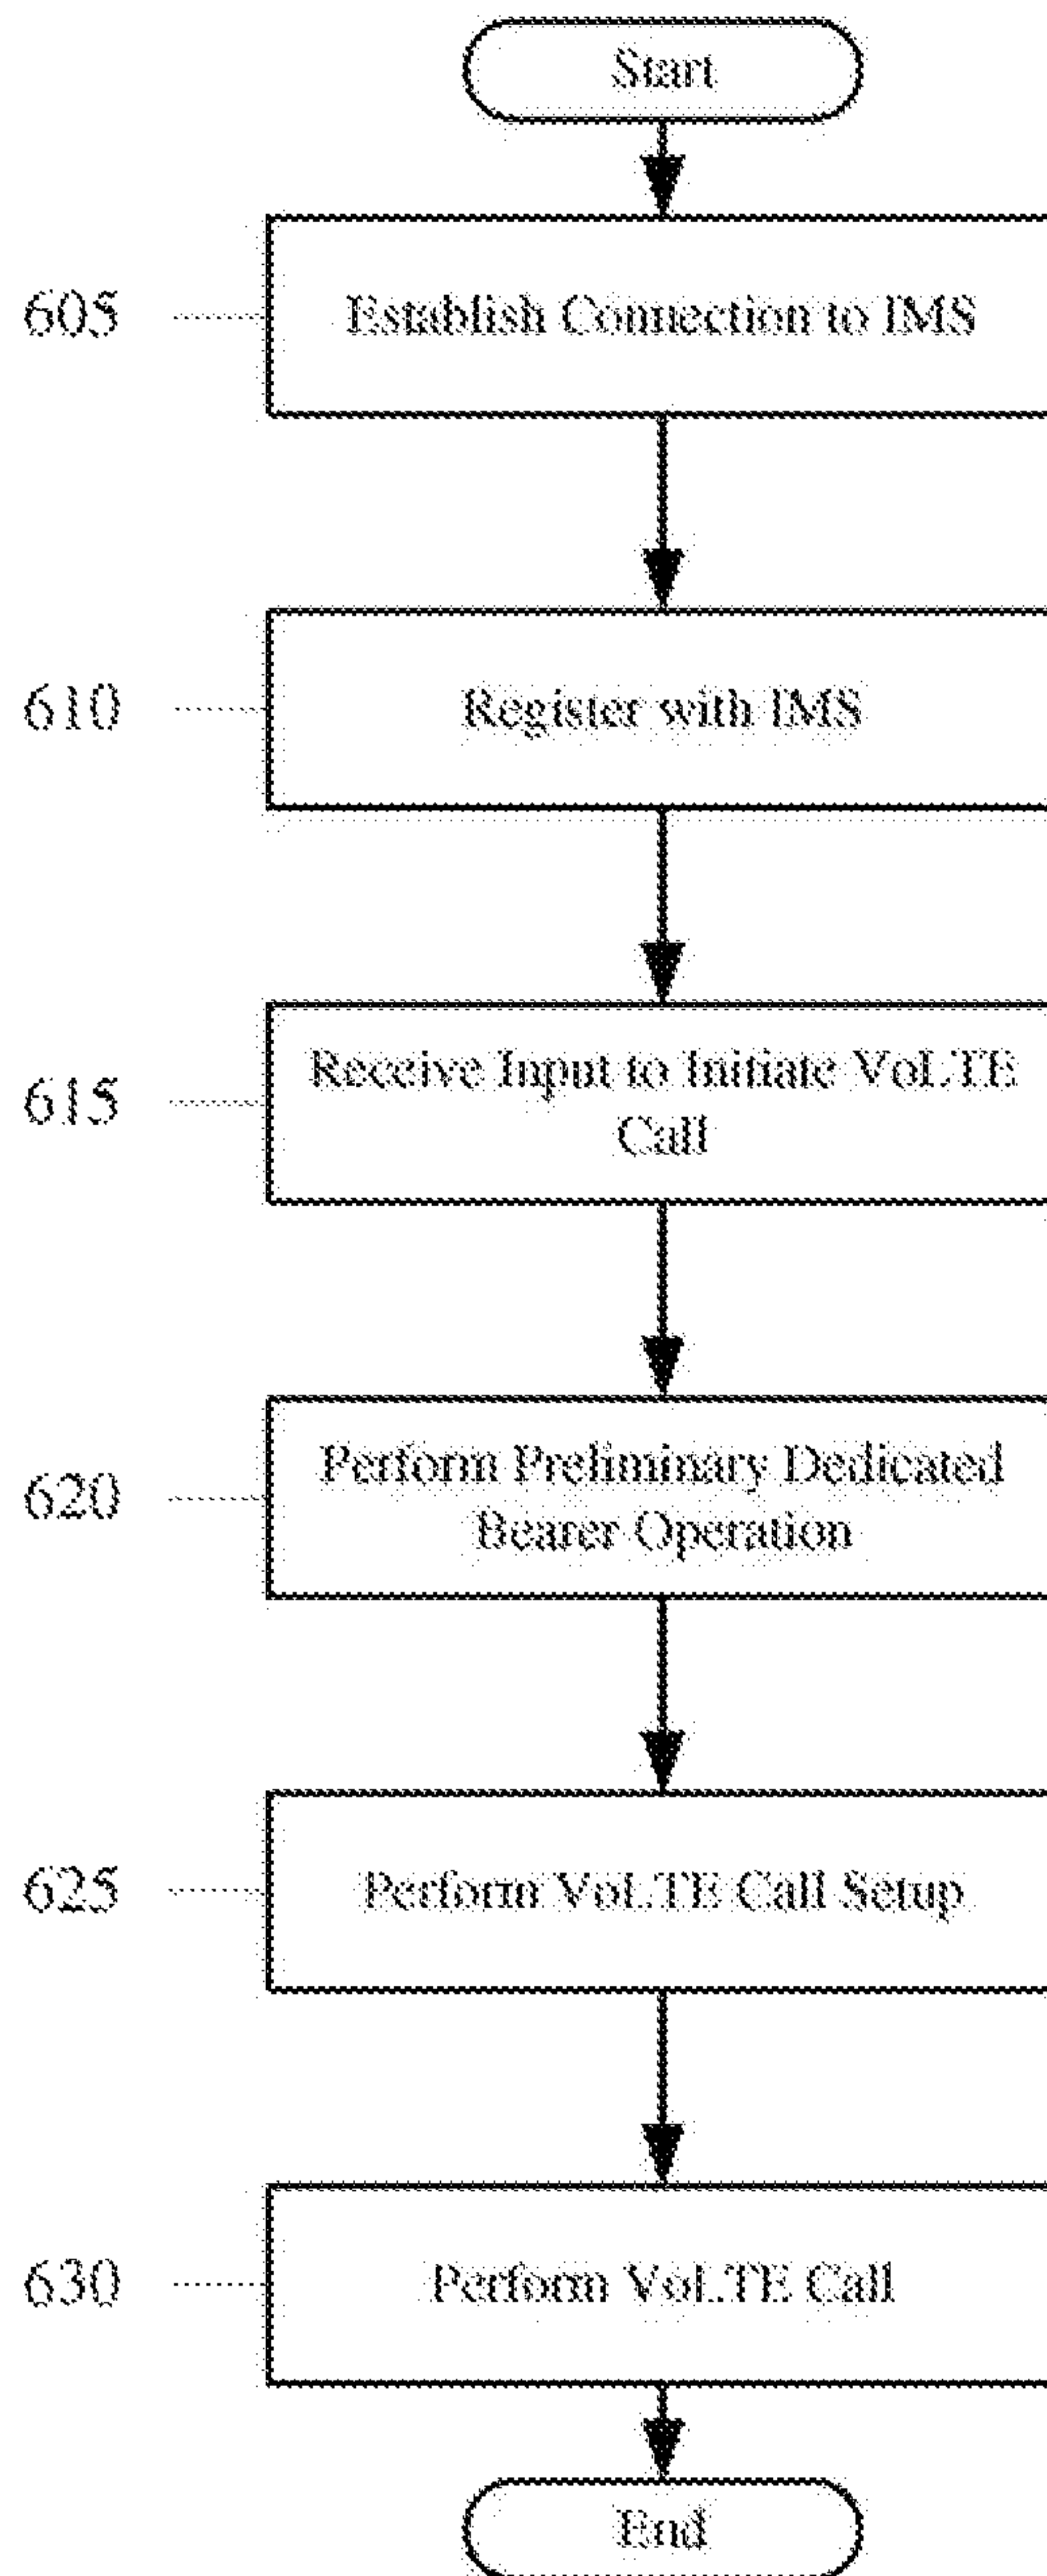 Start
605
Establish Connection to IMS
610
Register with IMS
615
Receive Input to Initiate VoLTE
Call
620
Perform Preliminary Dedicated
Bearer Operation
625
Perform VoLTE Call Setup
630
Perform VoLTE Call
End